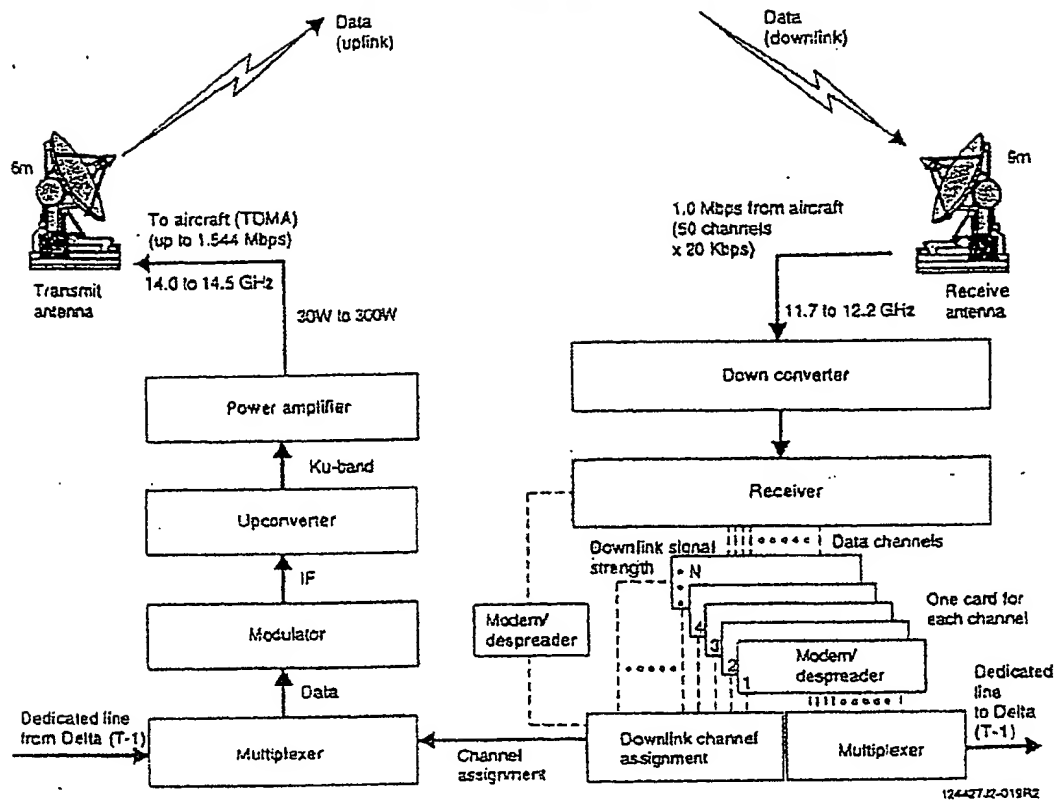 Data
(uplink)
Data
(downlink)
6m
9m
To aircraft (TDMA)
(up to 1.544 Mbps)
14.0 to 14.5 GHz
Transmit
antenna
30W to 300W
1.0 Mbps from aircraft
(50 channels
x 20 Kbps)
11.7 to 12.2 GHz
Receive
antenna
Down converter
Power amplifier
Ku-band
Receiver
Upconverter
Downlink signal
strength
Data channels
IF
N
4
3
2
1
One card for
each channel
Modem/
despreader
Modem/
despreader
Modulator
Data
Dedicated line
from Delta (T-1)
Multiplexer
Channel
assignment
Downlink channel
assignment
Multiplexer
Dedicated
line
to Delta
(T-1)